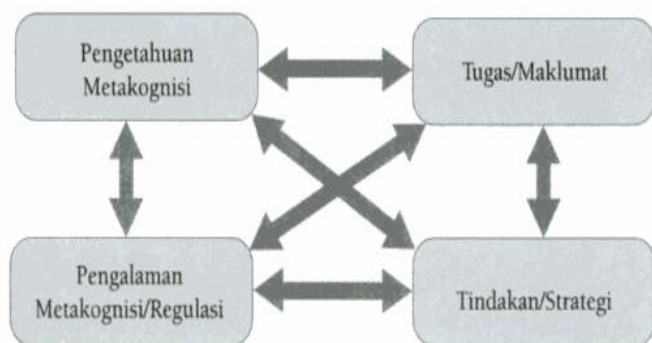 Pengetahuan
Metakognisi
Tugas/Maklumat
Pengalaman
Metakognisi/Regulasi
Tindakan/Strategi